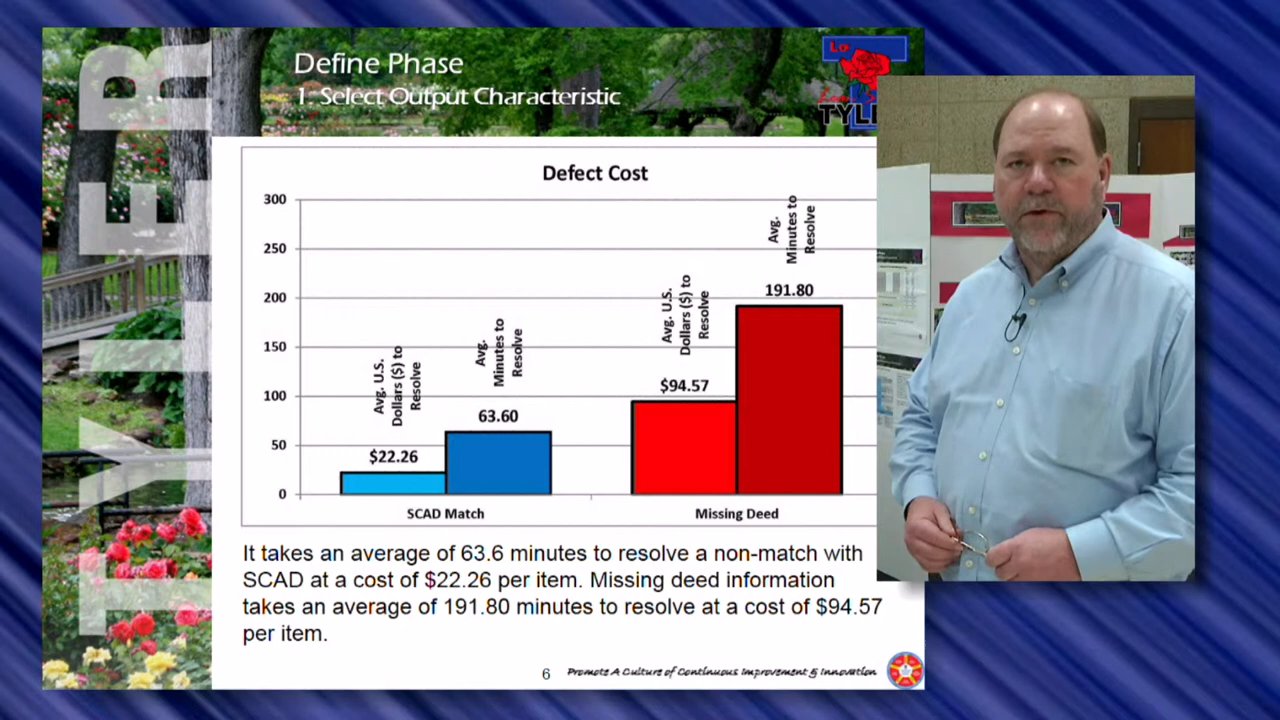 TYLER
Define Phase
1. Select Output Characteristic
Lo
TYL
Defect Cost
300
250
200
150
100
50
0
Avg. U.S.
Dollars ($) to
Resolve
$22.26
Avg.
Minutes to
Resolve
63.60
Avg. U.S.
Dollars ($) to
Resolve
$94.57
Avg.
Minutes to
Resolve
191.80
SCAD Match
Missing Deed
It takes an average of 63.6 minutes to resolve a non-match with
SCAD at a cost of $22.26 per item. Missing deed information
takes an average of 191.80 minutes to resolve at a cost of $94.57
per item.
6
Promote A Culture of Continuous Improvement & Innovation